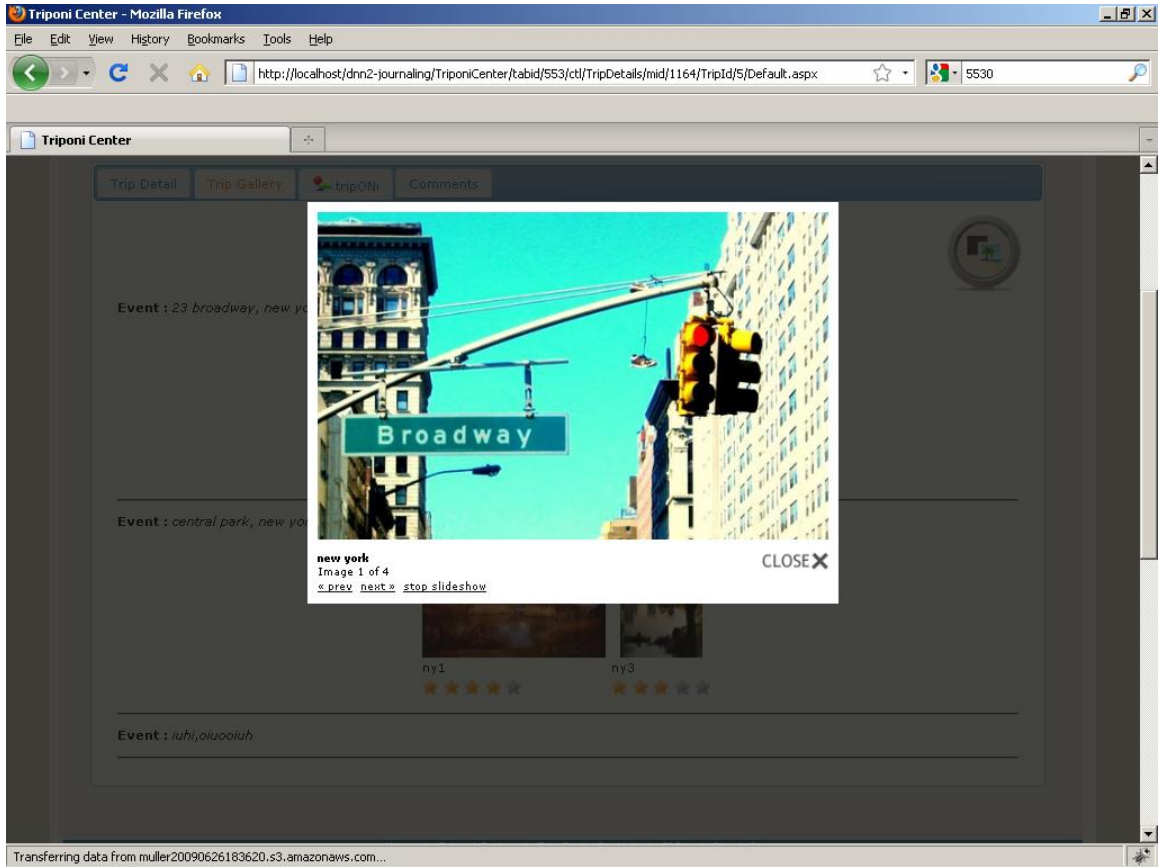 Triponi Center - Mozilla Firefox
File Edit View History Bookmarks Tools Help
http://localhost/dnn2-journaling/TriponiCenter/tabid/553/ctl/TripDetails/mid/1164/TripId/5/Default.aspx 5530
Triponi Center
Trip Detail Trip Gallery tripONi Comments
Event : 23 broadway, new
Broadway
Event : central park, new
new york
CLOSE
Image 1 of 4
« prev next » stop slideshow
ny1 ny3
Event : iuhi,oiuooiuh
Transferring data from muller20090626183620.s3.amazonaws.com...